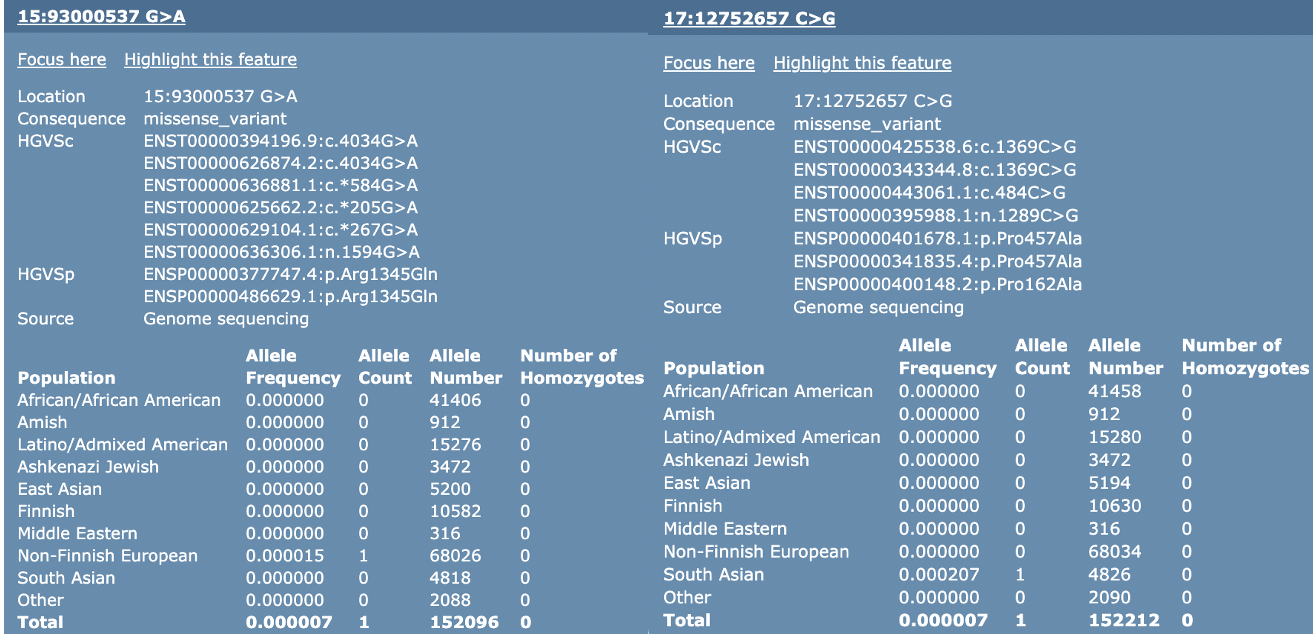 15:93000537 G>A
Focus here Highlight this feature
Location 15:93000537 G>A
Consequence missense_variant
HGVSc ENST00000394196.9:c.4034G>A
ENST00000626874.2:c.4034G>A
ENST00000636881.1:c.*584G>A
ENST00000625662.2:c.*205G>A
ENST00000629104.1:c.*267G>A
ENST00000636306.1:n.1594G>A
HGVSp ENSP00000377747.4:p.Arg1345Gln
ENSP00000486629.1:p.Arg1345Gln
Source Genome sequencing
Allele Allele Allele Number of
Population Frequency Count Number Homozygotes
African/African American 0.000000 0 41406 0
Amish 0.000000 0 912 0
Latino/Admixed American 0.000000 0 15276 0
Ashkenazi Jewish 0.000000 0 3472 0
East Asian 0.000000 0 5200 0
Finnish 0.000000 0 10582 0
Middle Eastern 0.000000 0 316 0
Non-Finnish European 0.000015 1 68026 0
South Asian 0.000000 0 4818 0
Other 0.000000 0 2088 0
Total 0.000007 1 152096 0
17:12752657 C>G
Focus here Highlight this feature
Location 17:12752657 C>G
Consequence missense_variant
HGVSc ENST00000425538.6:c.1369C>G
ENST00000343344.8:c.1369C>G
ENST00000443061.1:c.484C>G
ENST00000395988.1:n.1289C>G
HGVSp ENSP00000401678.1:p.Pro457Ala
ENSP00000341835.4:p.Pro457Ala
ENSP00000400148.2:p.Pro162Ala
Source Genome sequencing
Allele Allele Allele Number of
Population Frequency Count Number Homozygotes
African/African American 0.000000 0 41458 0
Amish 0.000000 0 912 0
Latino/Admixed American 0.000000 0 15280 0
Ashkenazi Jewish 0.000000 0 3472 0
East Asian 0.000000 0 5194 0
Finnish 0.000000 0 10630 0
Middle Eastern 0.000000 0 316 0
Non-Finnish European 0.000000 0 68034 0
South Asian 0.000207 1 4826 0
Other 0.000000 0 2090 0
Total 0.000007 1 152212 0